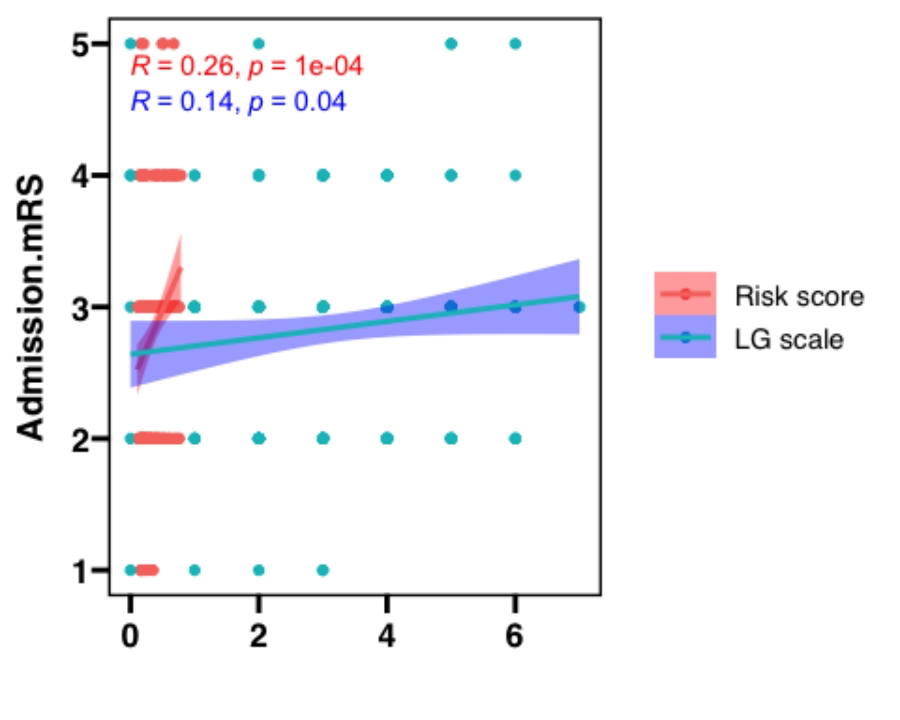 5
R = 0.26, p = 1e-04
R = 0.14, p = 0.04
4
3
2
1
Admission.mRS
0 2 4 6
Risk score
LG scale